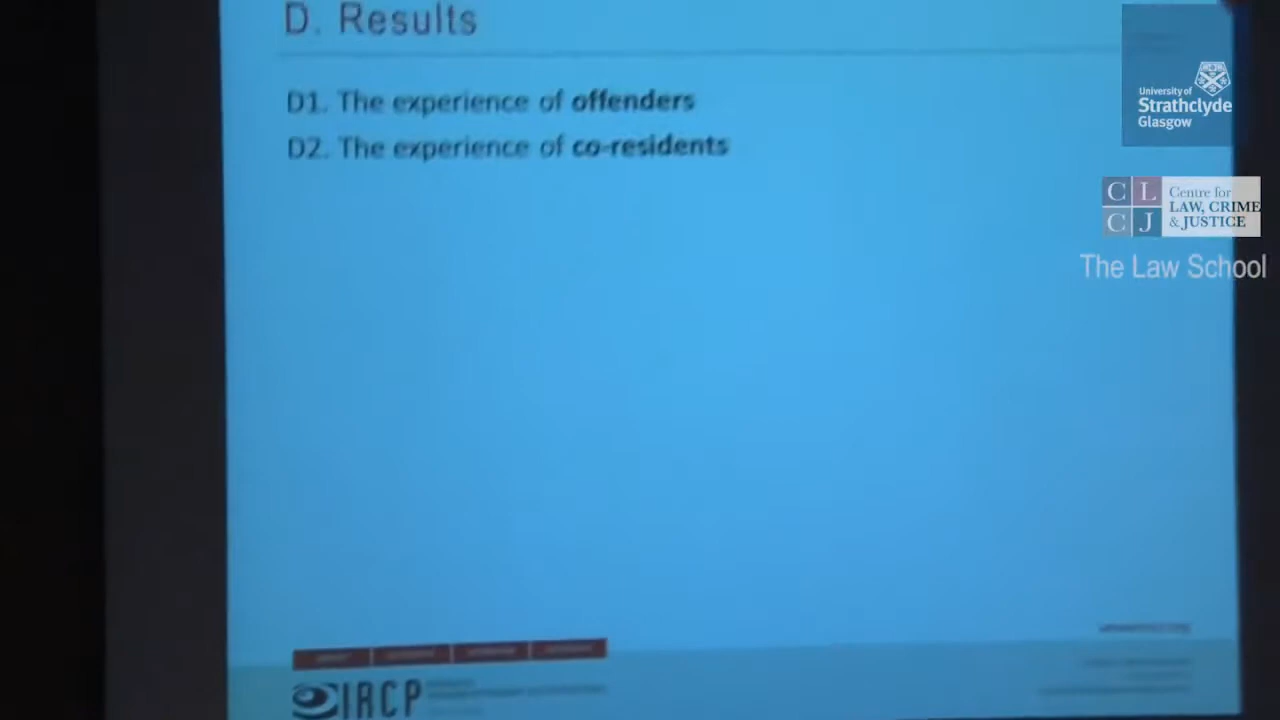 D. Results
D1. The experience of offenders
D2. The experience of co-residents
University of
Strathclyde
Glasgow
C L
C J
Centre for
LAW, CRIME
& JUSTICE
The Law School
IRCP